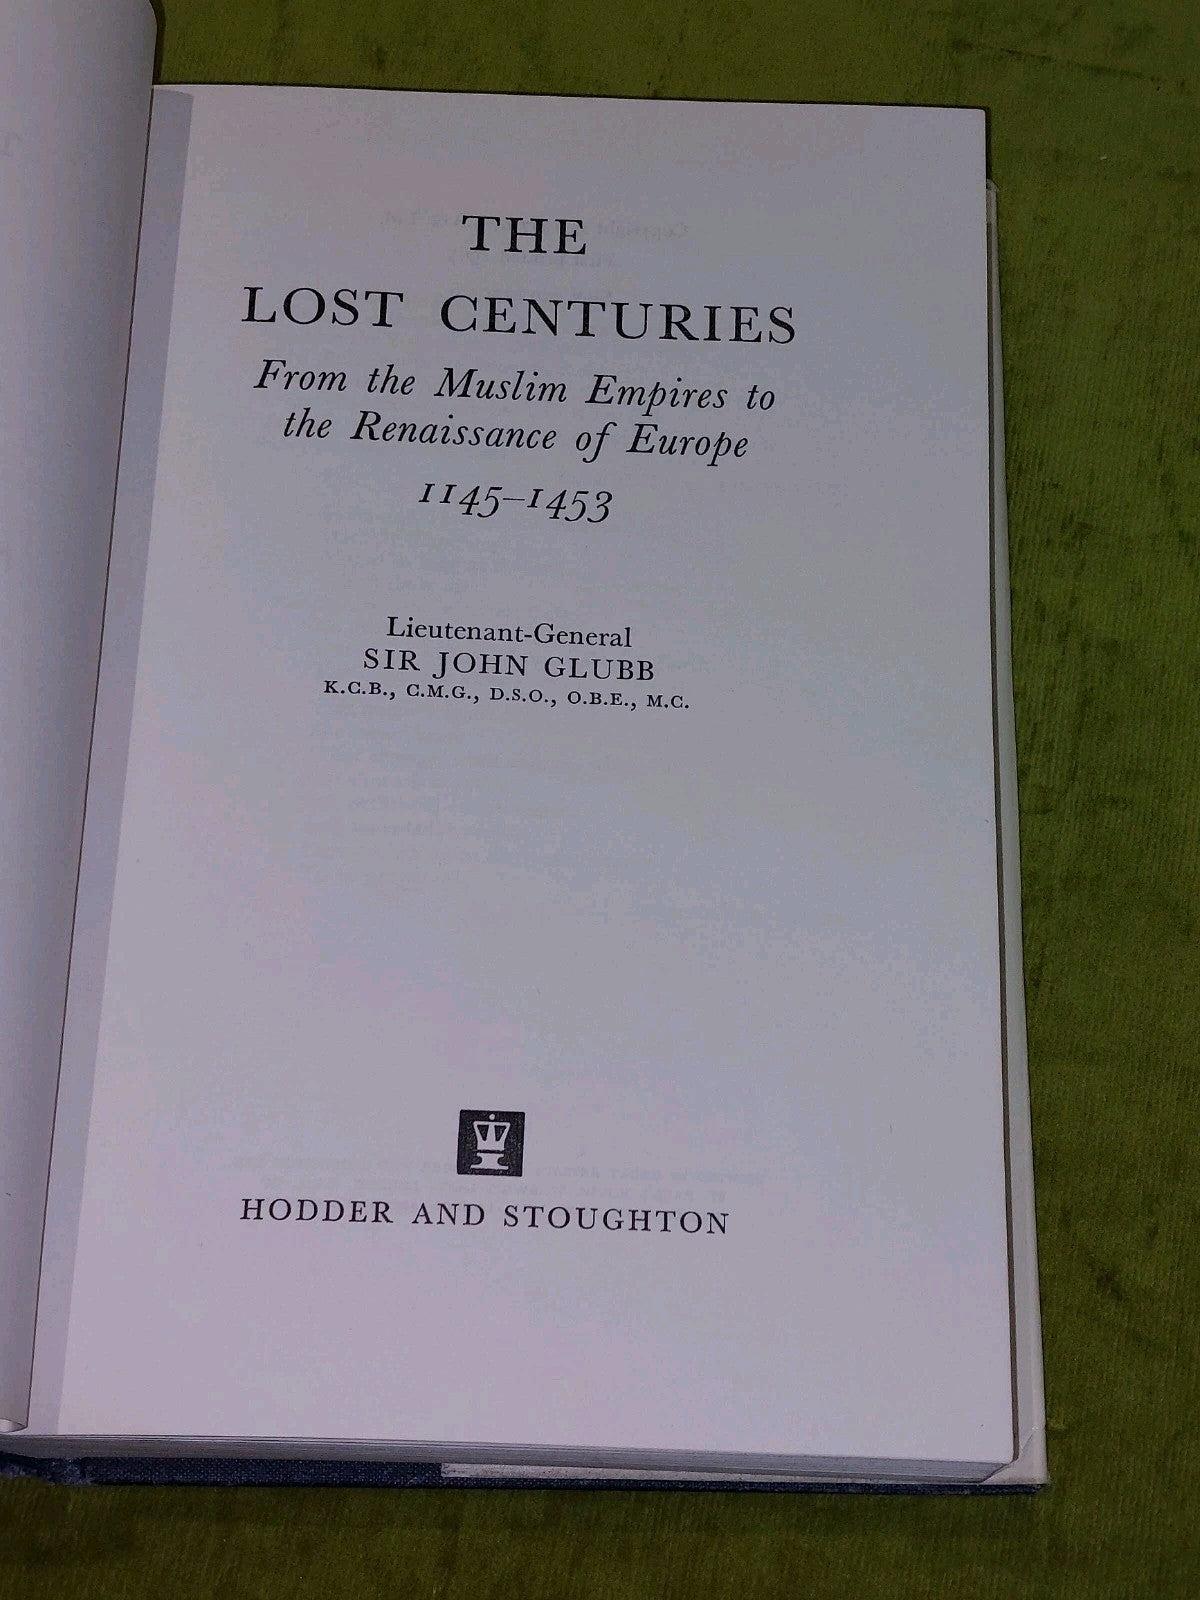 THE
LOST CENTURIES
From the Muslim Empires to
the Renaissance of Europe
1145–1453
Lieutenant-General
SIR JOHN GLUBB
K.C.B., C.M.G., D.S.O., O.B.E., M.C.
HODDER AND STOUGHTON